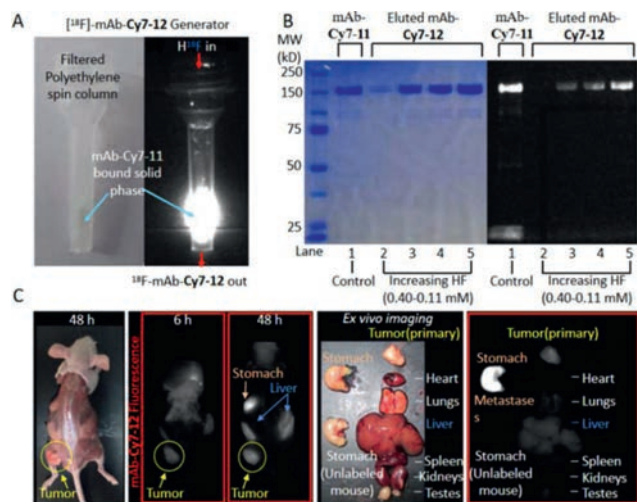 A
[¹⁸F]-mAb-Cy7-12 Generator
Filtered
Polyethylene
spin column
H¹⁸F in
mAb-Cy7-11
bound solid
phase
¹⁸F-mAb-Cy7-12 out
B
MW
(kD)
mAb-
Cy7-11
Eluted mAb-
Cy7-12
mAb-
Cy7-11
Eluted mAb-
Cy7-12
250
150
75
50
25
Lane
1 2 3 4 5 1 2 3 4 5
Control
Increasing HF
(0.40-0.11 mM)
Control
Increasing HF
(0.40-0.11 mM)
C
48 h
Tumor
mAb-Cy7-12 Fluorescence
6 h
Tumor
48 h
Stomach
Liver
Tumor
Ex vivo imaging
Tumor(primary)
Stomach
Heart
Lungs
Liver
Stomach
(Unlabeled
mouse)
Spleen
Kidneys
Testes
Tumor(primary)
Stomach
Metastase
s
Heart
Lungs
Liver
Stomach
(Unlabeled
mouse)
Spleen
Kidneys
Testes